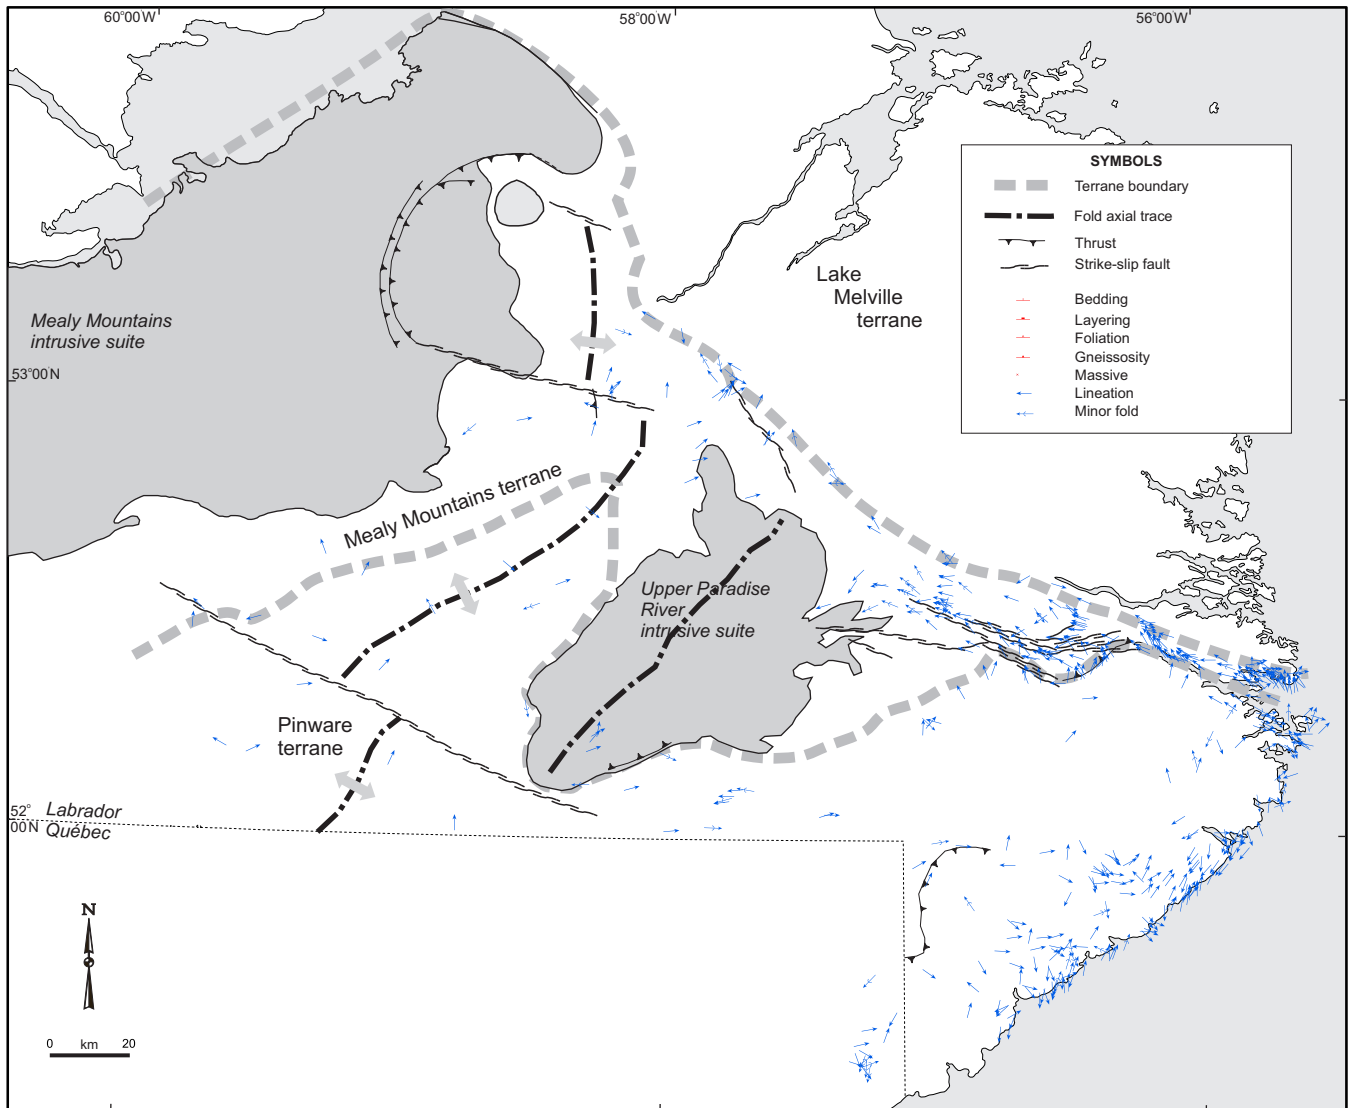 60°00'W
58°00'W
56°00'W
SYMBOLS
Terrane boundary
Fold axial trace
Thrust
Strike-slip fault
Bedding
Layering
Foliation
Gneissosity
Massive
Lineation
Minor fold
Lake
Melville
terrane
Mealy Mountains
intrusive suite
53°00'N
Mealy Mountains terrane
Upper Paradise
River
intrusive suite
Pinware
terrane
52°
00'N
Labrador
Québec
N
0 km 20